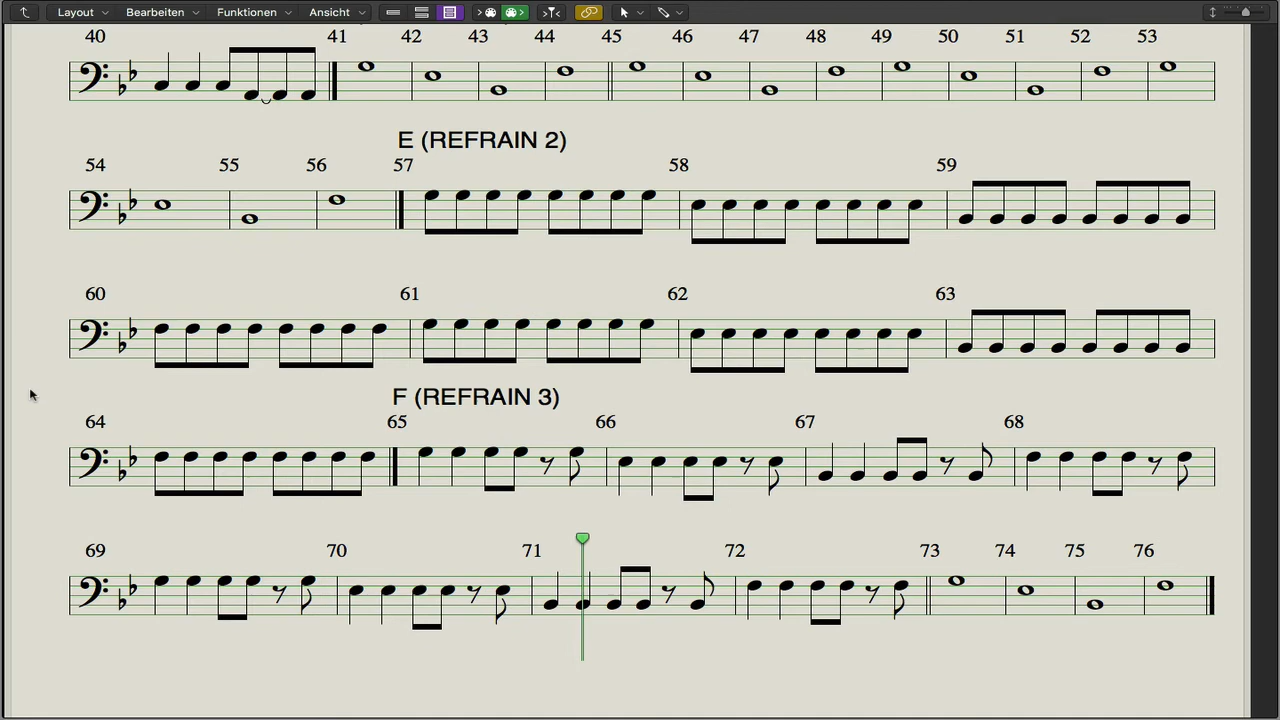 Layout Bearbeiten Funktionen Ansicht
40 41 42 43 44 45 46 47 48 49 50 51 52 53
E (REFRAIN 2)
54 55 56 57 58 59
60 61 62 63
F (REFRAIN 3)
64 65 66 67 68
69 70 71 72 73 74 75 76